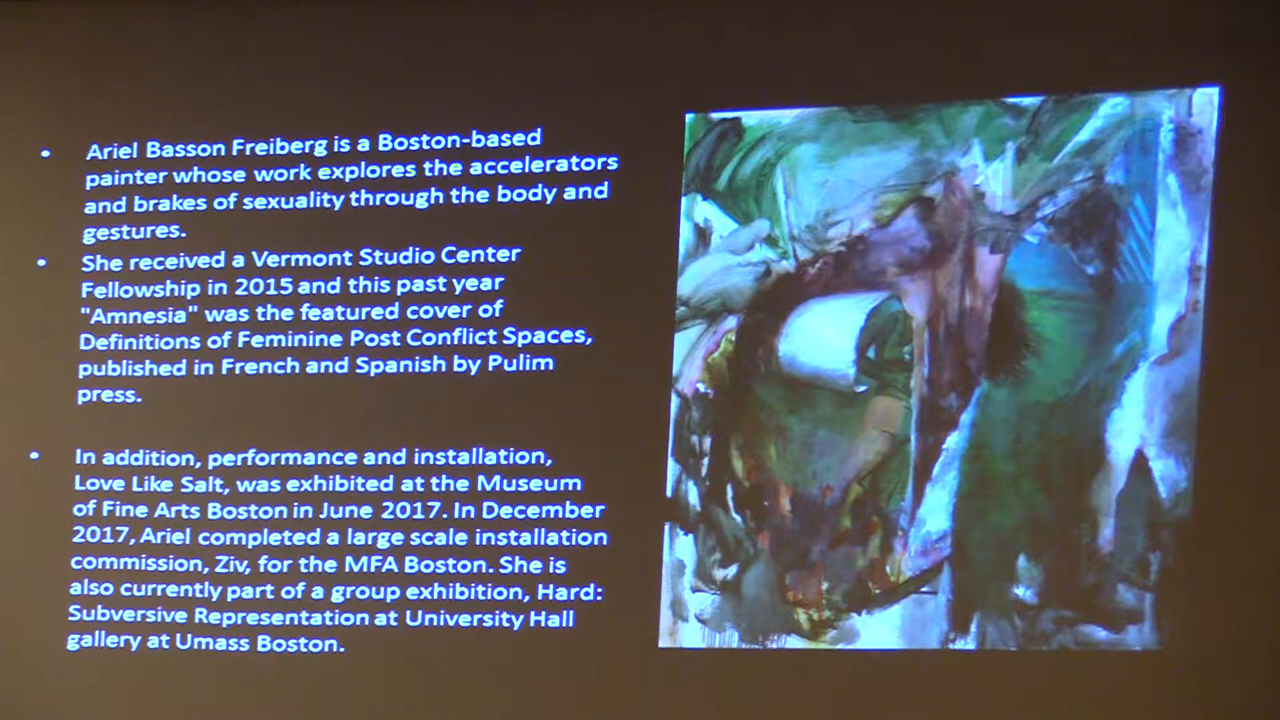 • Ariel Basson Freiberg is a Boston-based
painter whose work explores the accelerators
and brakes of sexuality through the body and
gestures.
• She received a Vermont Studio Center
Fellowship in 2015 and this past year
"Amnesia" was the featured cover of
Definitions of Feminine Post Conflict Spaces,
published in French and Spanish by Pulim
press.
• In addition, performance and installation,
Love Like Salt, was exhibited at the Museum
of Fine Arts Boston in June 2017. In December
2017, Ariel completed a large scale installation
commission, Ziv, for the MFA Boston. She is
also currently part of a group exhibition, Hard:
Subversive Representation at University Hall
gallery at Umass Boston.